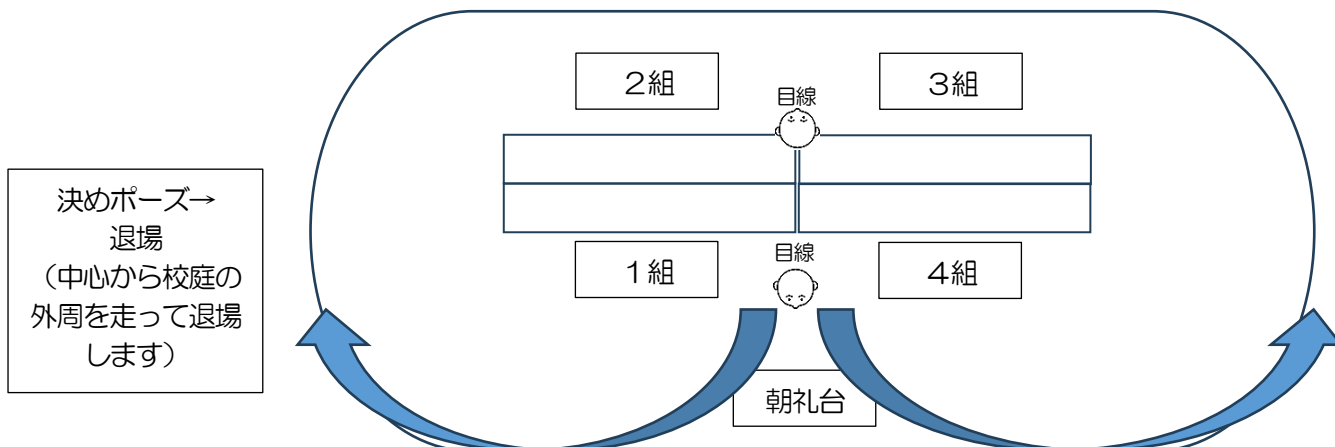 ２組
３組
目線
決めポーズ→
退場
（中心から校庭の
外周を走って退場
します）
目線
１組
４組
朝礼台